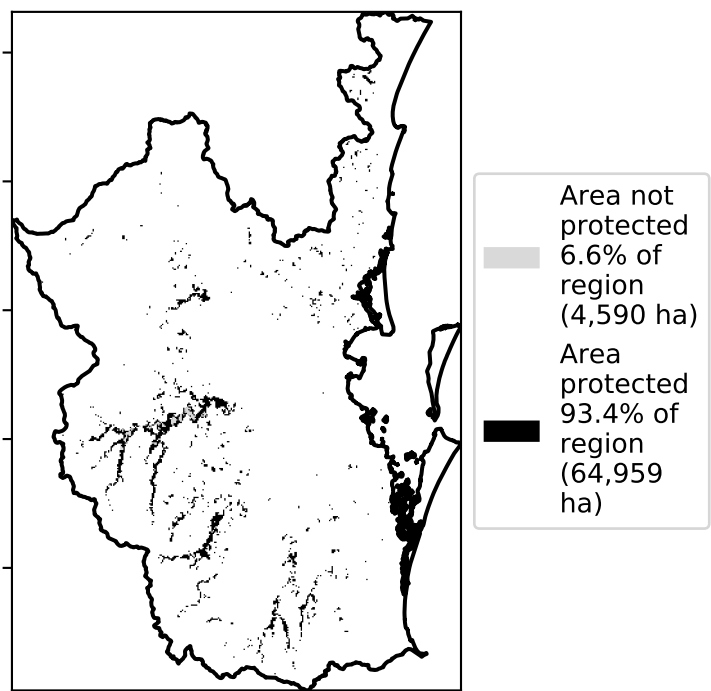 Area not
protected
6.6% of
region
(4,590 ha)
Area
protected
93.4% of
region
(64,959
ha)